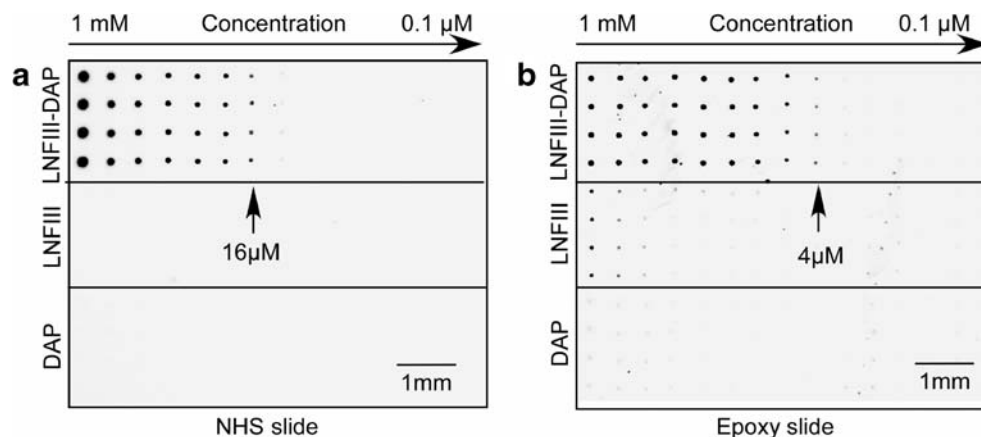 1 mM Concentration 0.1 µM
a
LNFIII-DAP
LNFIII
DAP
16µM
1mm
NHS slide
1 mM Concentration 0.1 µM
b
LNFIII-DAP
LNFIII
DAP
4µM
1mm
Epoxy slide